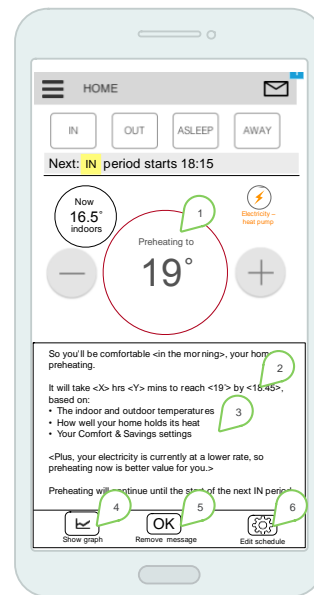 HOME
IN
OUT
ASLEEP
AWAY
Next: IN period starts 18:15
Now
16.5°
indoors
1
Electricity –
heat pump
Preheating to
19°
So you'll be comfortable <in the morning>, your home
preheating.
2
It will take <X> hrs <Y> mins to reach <19°> by <18:45>,
based on:
• The indoor and outdoor temperatures
3
• How well your home holds its heat
• Your Comfort & Savings settings
<Plus, your electricity is currently at a lower rate, so
preheating now is better value for you.>
Preheating will continue until the start of the next IN period
4
5
6
OK
Show graph
Remove message
Edit schedule